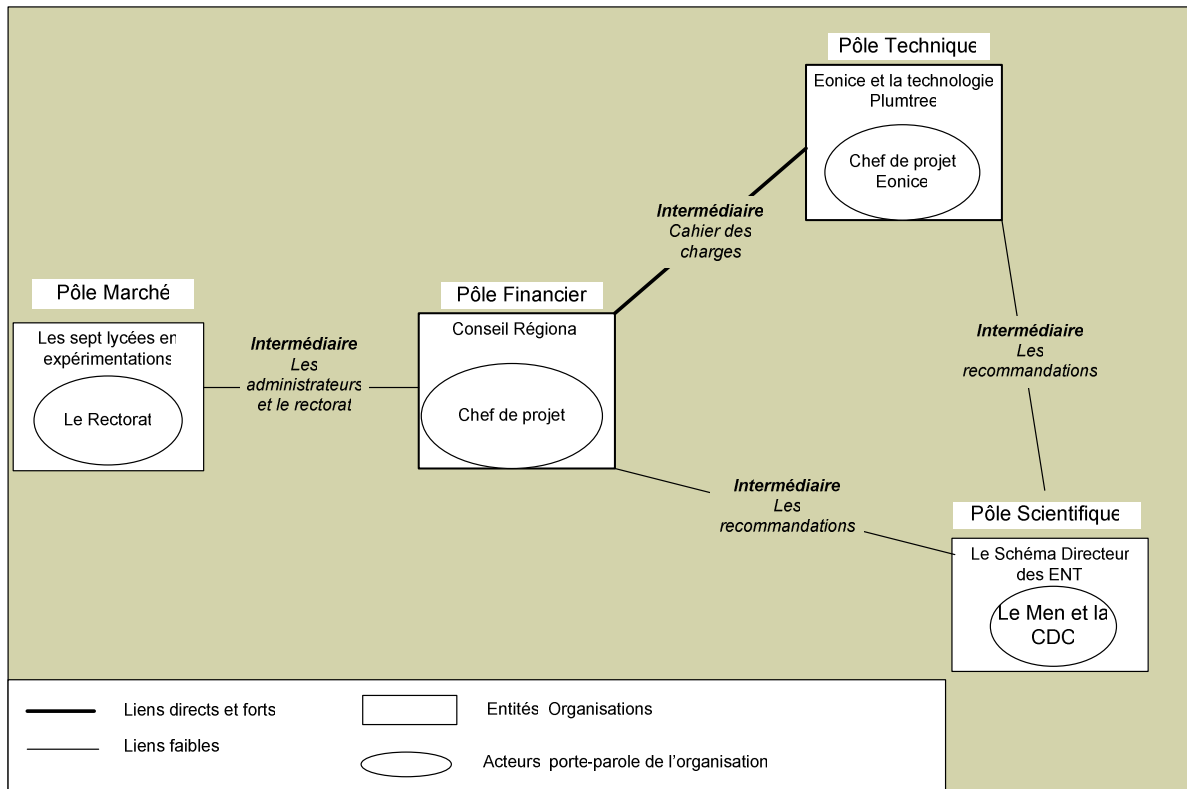 Pôle Technique
Eonice et la technologie
Plumtree
Chef de projet
Eonice
Intermédiaire
Cahier des
charges
Pôle Marché
Les sept lycées en
expérimentations
Le Rectorat
Intermédiaire
Les
administrateurs
et le rectorat
Pôle Financier
Conseil Régiona
Chef de projet
Intermédiaire
Les
recommandations
Intermédiaire
Les
recommandations
Pôle Scientifique
Le Schéma Directeur
des ENT
Le Men et la
CDC
Liens directs et forts
Entités Organisations
Liens faibles
Acteurs porte-parole de l'organisation